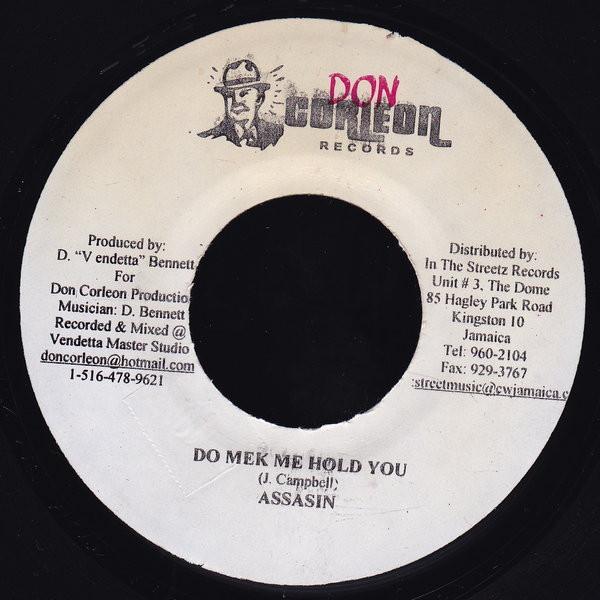 DON
CORLEON
RECORDS
Produced by:
D. "V endetta" Bennett
For
Don Corleon Productio
Musician: D. Bennett
Recorded & Mixed @
Vendetta Master Studio
doncorleon@hotmail.com
1-516-478-9621
Distributed by:
In The Streetz Records
Unit # 3, The Dome
85 Hagley Park Road
Kingston 10
Jamaica
Tel: 960-2104
Fax: 929-3767
:streetmusic@cwjamaica.c
DO MEK ME HOLD YOU
(J. Campbell)
ASSASIN